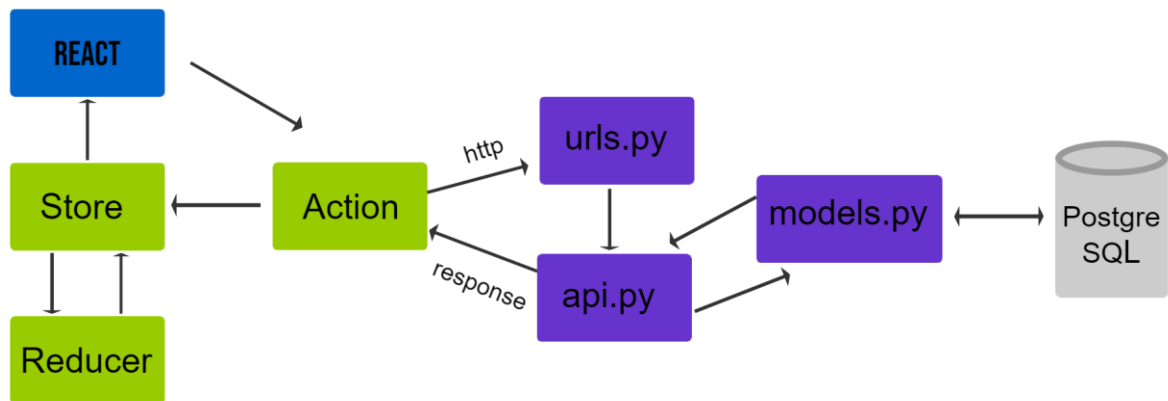 REACT
http
urls.py
Store
Action
models.py
Postgre
SQL
response
api.py
Reducer